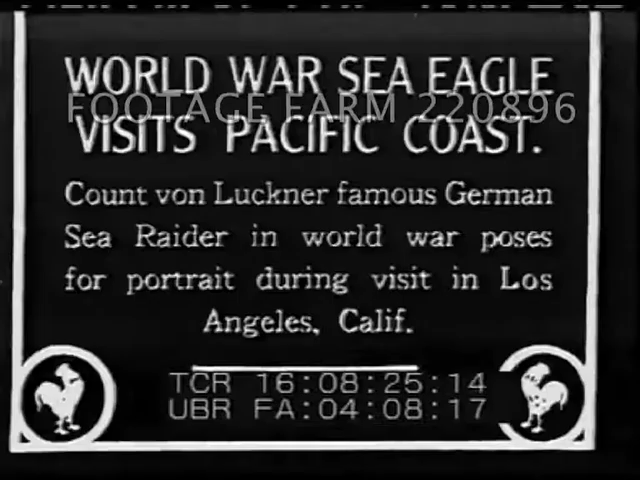 WORLD WAR SEA EAGLE
FOOTAGE FARM 220896
VISITS PACIFIC COAST.
Count von Luckner famous German
Sea Raider in world war poses
for portrait during visit in Los
Angeles, Calif.
TCR 16:08:25:14
UBR FA:04:08:17